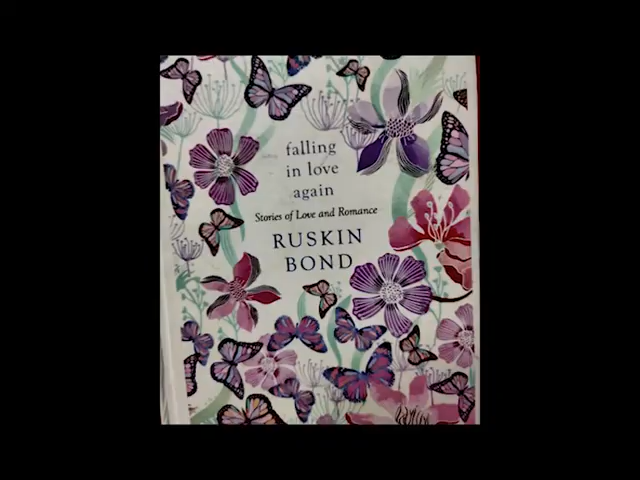 falling
in love
again
Stories of Love and Romance
RUSKIN
BOND